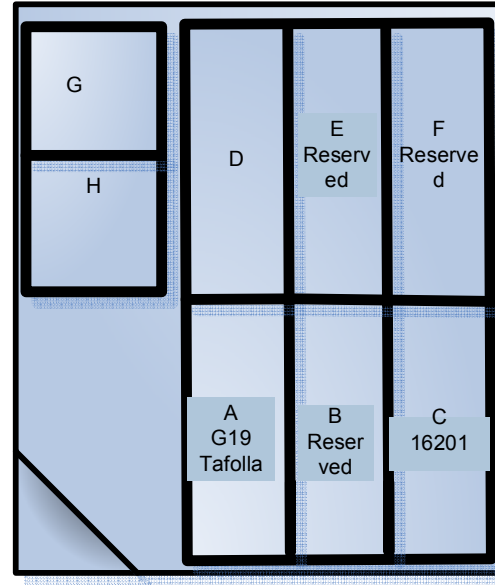 G
H
D
E
Reserv
ed
F
Reserve
d
A
G19
Tafolla
B
Reser
ved
C
16201